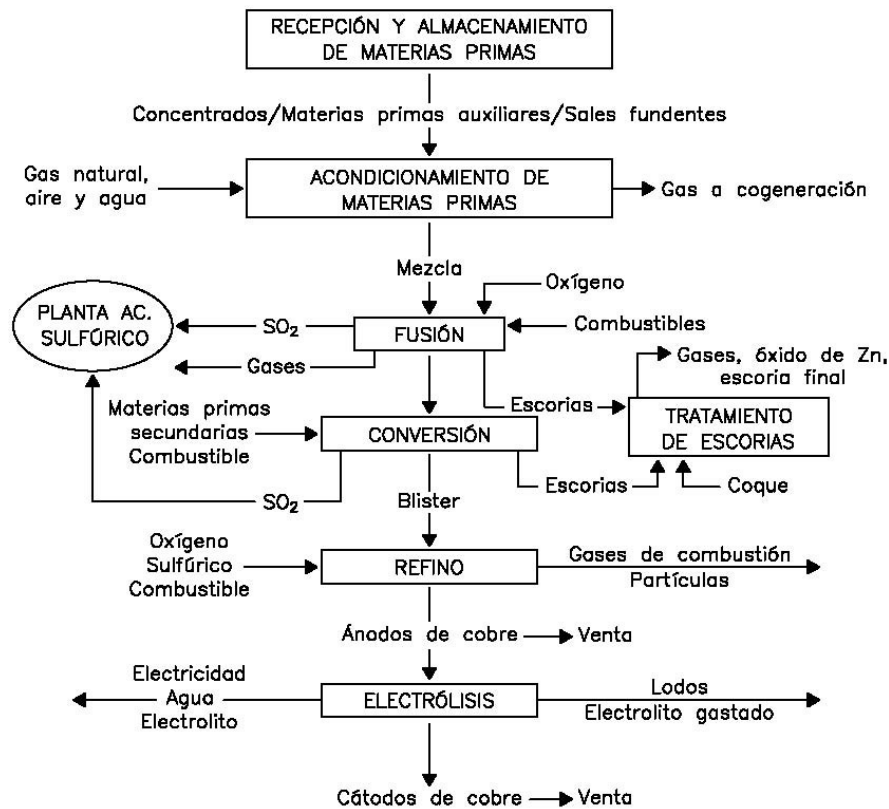 RECEPCIÓN Y ALMACENAMIENTO
DE MATERIAS PRIMAS
Concentrados/Materias primas auxiliares/Sales fundentes
Gas natural,
aire y agua
ACONDICIONAMIENTO DE
MATERIAS PRIMAS
Gas a cogeneración
Mezcla
Oxígeno
PLANTA AC.
SULFÚRICO
SO₂
FUSIÓN
Combustibles
Gases
Gases, óxido de Zn,
escoria final
Materias primas
secundarias
Combustible
CONVERSIÓN
Escorias
TRATAMIENTO
DE ESCORIAS
SO₂
Blister
Escorias
Coque
Oxígeno
Sulfúrico
Combustible
REFINO
Gases de combustión
Partículas
Ánodos de cobre
Venta
Electricidad
Agua
Electrolito
ELECTRÓLISIS
Lodos
Electrolito gastado
Cátodos de cobre
Venta